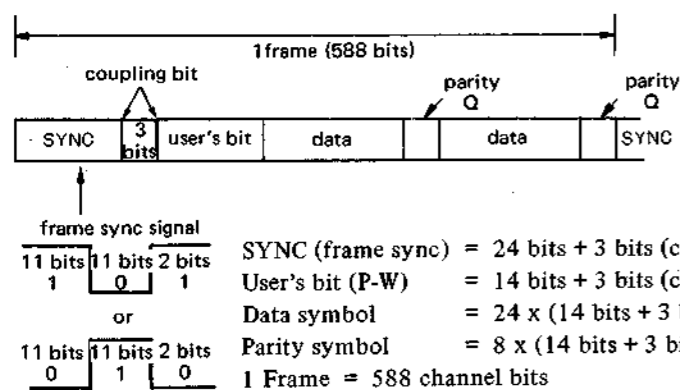 1 frame (588 bits)
coupling bit
parity
Q
parity
Q
SYNC
3
bits
user's bit
data
data
SYNC
frame sync signal
11 bits 11 bits 2 bits
1 0 1
or
11 bits 11 bits 2 bits
0 1 0
SYNC (frame sync) = 24 bits + 3 bits (c
User's bit (P-W) = 14 bits + 3 bits (c
Data symbol = 24 x (14 bits + 3 b
Parity symbol = 8 x (14 bits + 3 bi
1 Frame = 588 channel bits